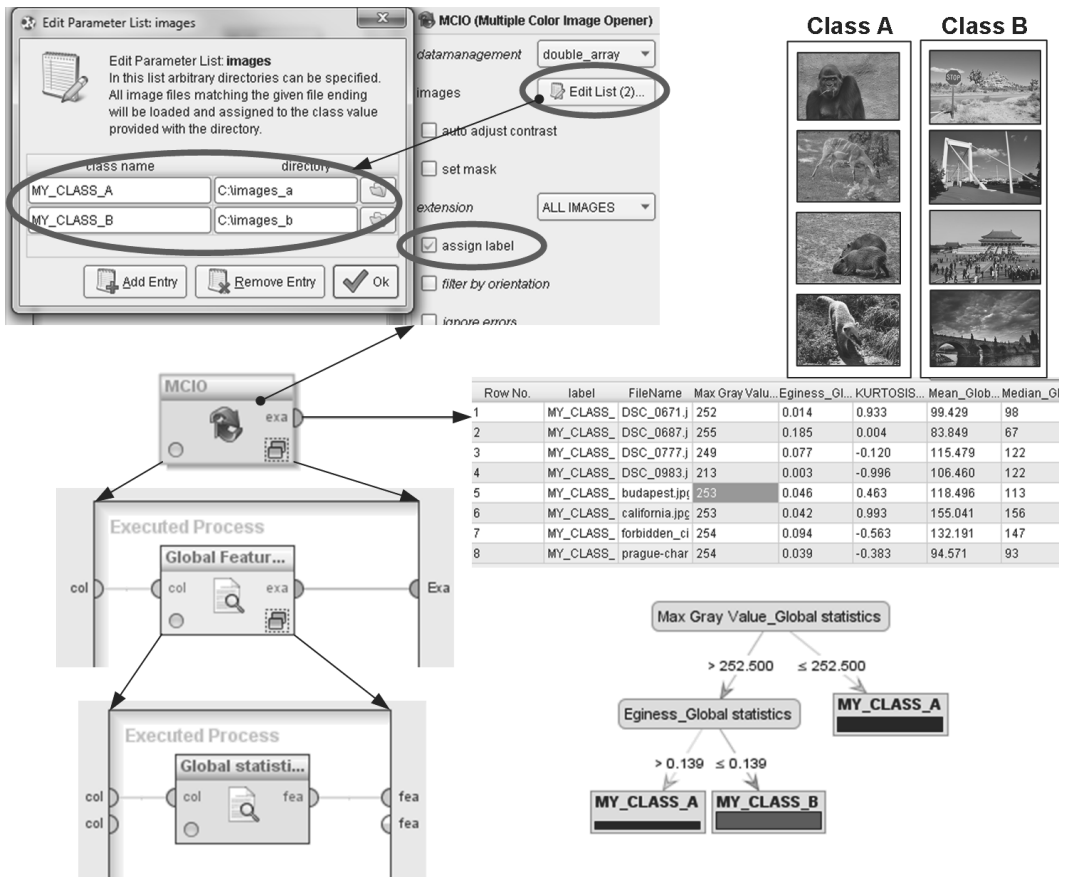 Edit Parameter List: images
Edit Parameter List: images
In this list arbitrary directories can be specified.
All image files matching the given file ending
will be loaded and assigned to the class value
provided with the directory.
class name directory
MY_CLASS_A C:\images_a
MY_CLASS_B C:\images_b
Add Entry Remove Entry Ok
MCIO (Multiple Color Image Opener)
datamanagement double_array
images Edit List (2)...
auto adjust contrast
set mask
extension ALL IMAGES
assign label
filter by orientation
ignore errors
Class A Class B
STOP
MCIO
exa
Executed Process
Global Featur...
col col exa Exa
Executed Process
Global statisti...
col col fea fea
col fea
Row No. label FileName Max Gray Valu... Eginess_Gl... KURTOSIS... Mean_Glob... Median_Gl
1 MY_CLASS_ DSC_0671.j 252 0.014 0.933 99.429 98
2 MY_CLASS_ DSC_0687.j 255 0.185 0.004 83.849 67
3 MY_CLASS_ DSC_0777.j 249 0.077 -0.120 115.479 122
4 MY_CLASS_ DSC_0983.j 213 0.003 -0.996 106.460 122
5 MY_CLASS_ budapest.jpg 253 0.046 0.463 118.496 113
6 MY_CLASS_ california.jpg 253 0.042 0.993 155.041 156
7 MY_CLASS_ forbidden_ci 254 0.094 -0.563 132.191 147
8 MY_CLASS_ prague-char 254 0.039 -0.383 94.571 93
Max Gray Value_Global statistics
> 252.500 ≤ 252.500
Eginess_Global statistics
MY_CLASS_A
> 0.139 ≤ 0.139
MY_CLASS_A MY_CLASS_B